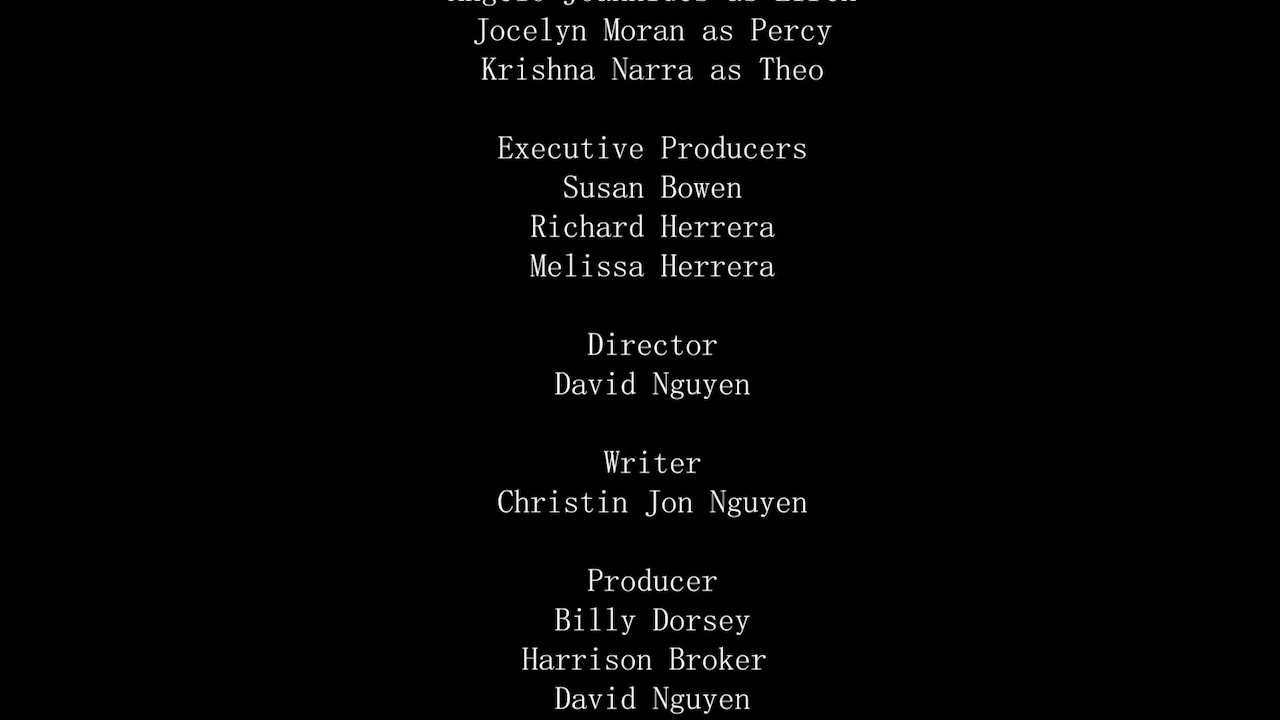 as
Jocelyn Moran as Percy
Krishna Narra as Theo
Executive Producers
Susan Bowen
Richard Herrera
Melissa Herrera
Director
David Nguyen
Writer
Christin Jon Nguyen
Producer
Billy Dorsey
Harrison Broker
David Nguyen